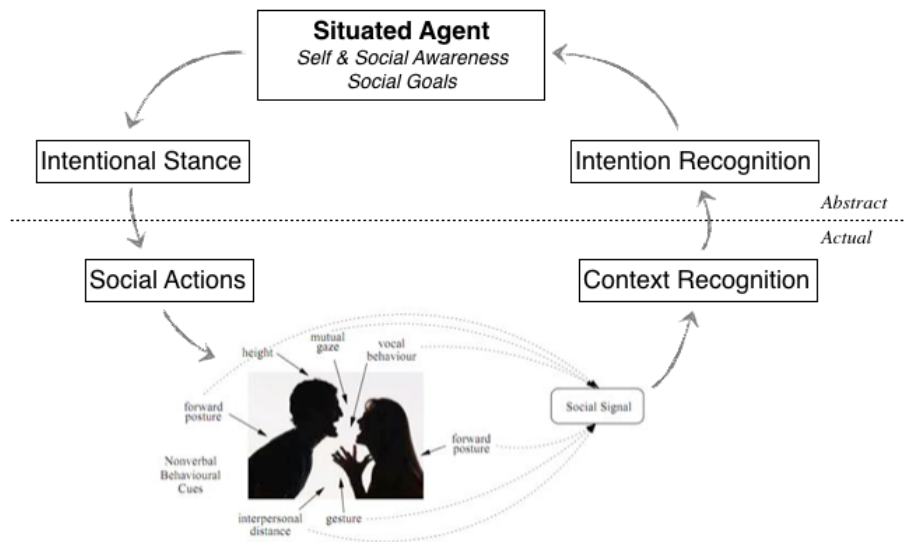 Situated Agent
Self & Social Awareness
Social Goals
Intentional Stance
Intention Recognition
Abstract
Actual
Social Actions
Context Recognition
height
mutual
gaze
vocal
behaviour
forward
posture
Social Signal
forward
posture
Nonverbal
Behavioural
Cues
interpersonal
distance
gesture